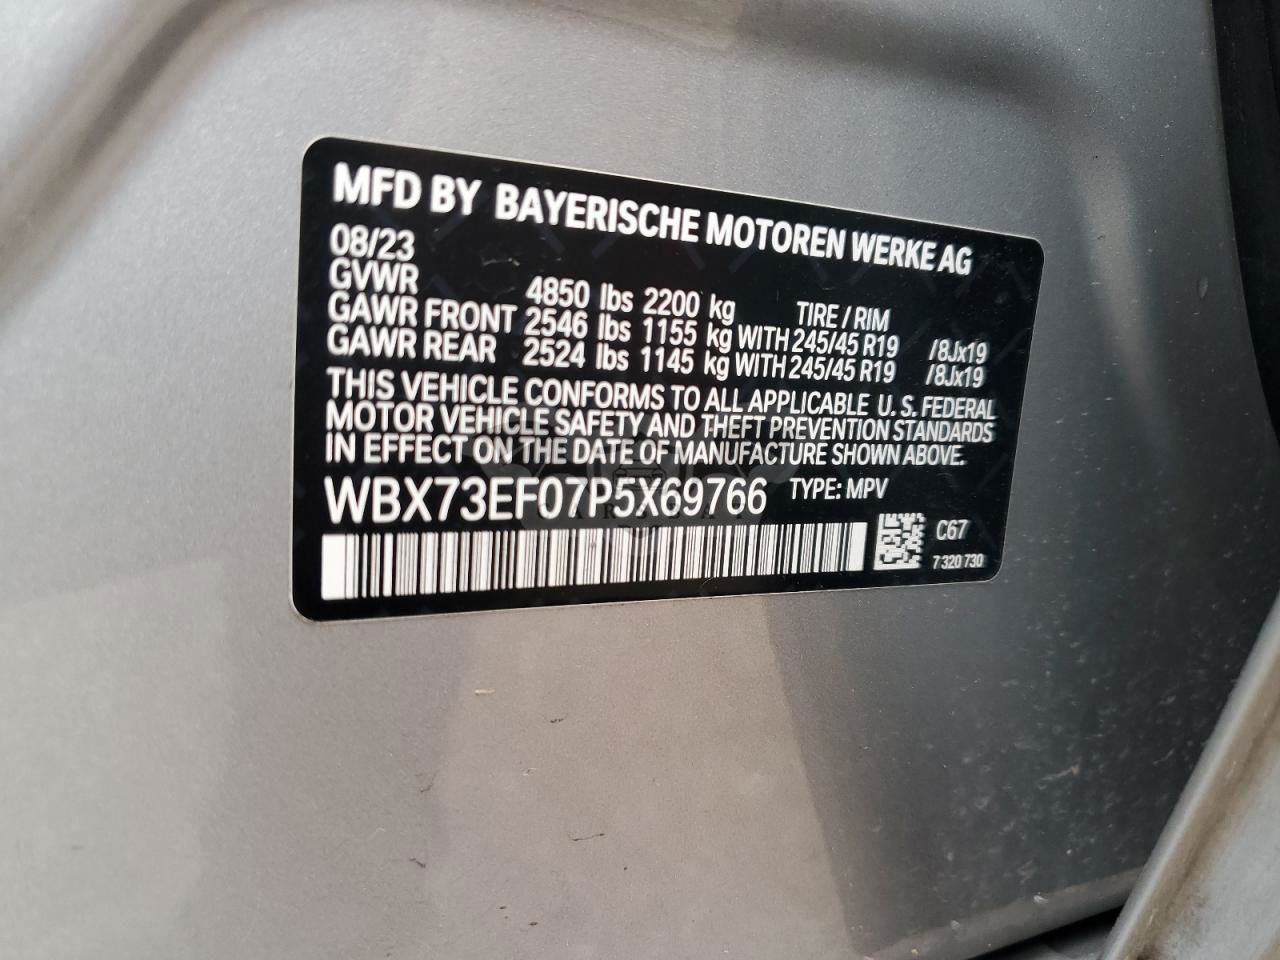 MFD BY BAYERISCHE MOTOREN WERKE AG
08/23
GVWR 4850 lbs 2200 kg TIRE / RIM
GAWR FRONT 2546 lbs 1155 kg WITH 245/45 R19 /8Jx19
GAWR REAR 2524 lbs 1145 kg WITH 245/45 R19 /8Jx19
THIS VEHICLE CONFORMS TO ALL APPLICABLE U. S. FEDERAL
MOTOR VEHICLE SAFETY AND THEFT PREVENTION STANDARDS
IN EFFECT ON THE DATE OF MANUFACTURE SHOWN ABOVE.
WBX73EF07P5X69766 TYPE: MPV
C67
7 320 730